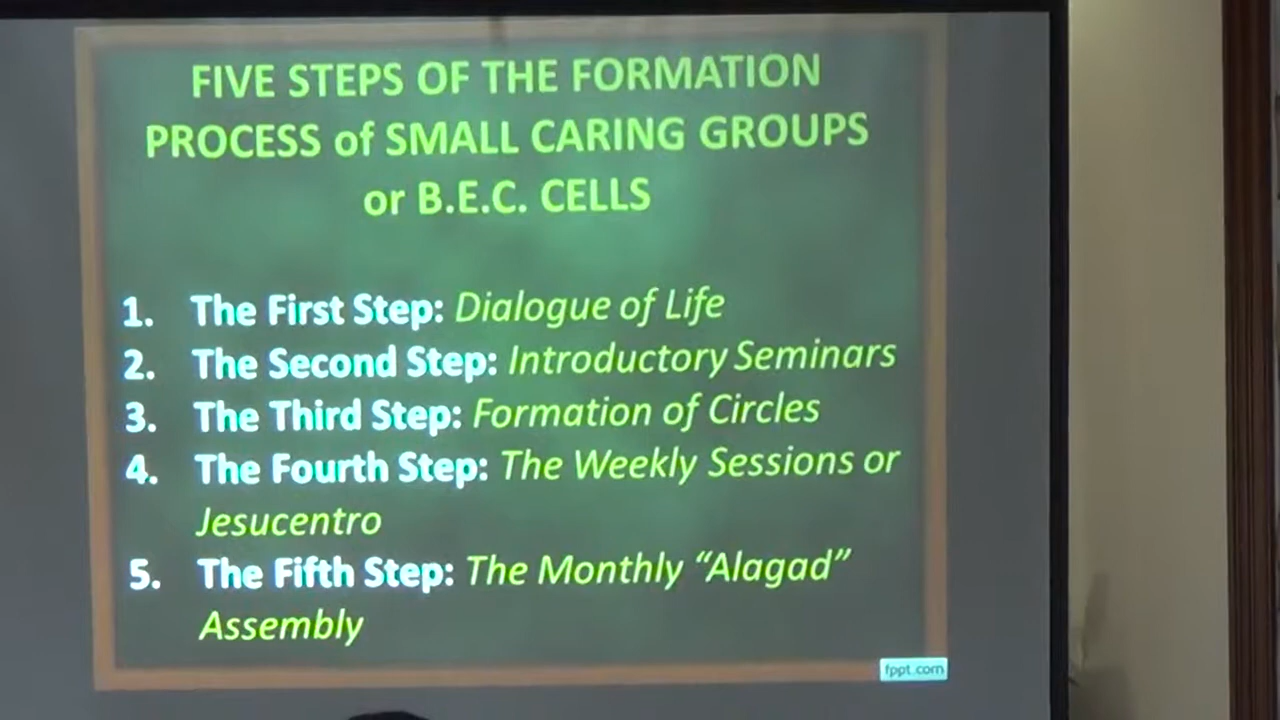 FIVE STEPS OF THE FORMATION
PROCESS of SMALL CARING GROUPS
or B.E.C. CELLS
1. The First Step: Dialogue of Life
2. The Second Step: Introductory Seminars
3. The Third Step: Formation of Circles
4. The Fourth Step: The Weekly Sessions or
Jesucentro
5. The Fifth Step: The Monthly “Alagad”
Assembly
fppt.com